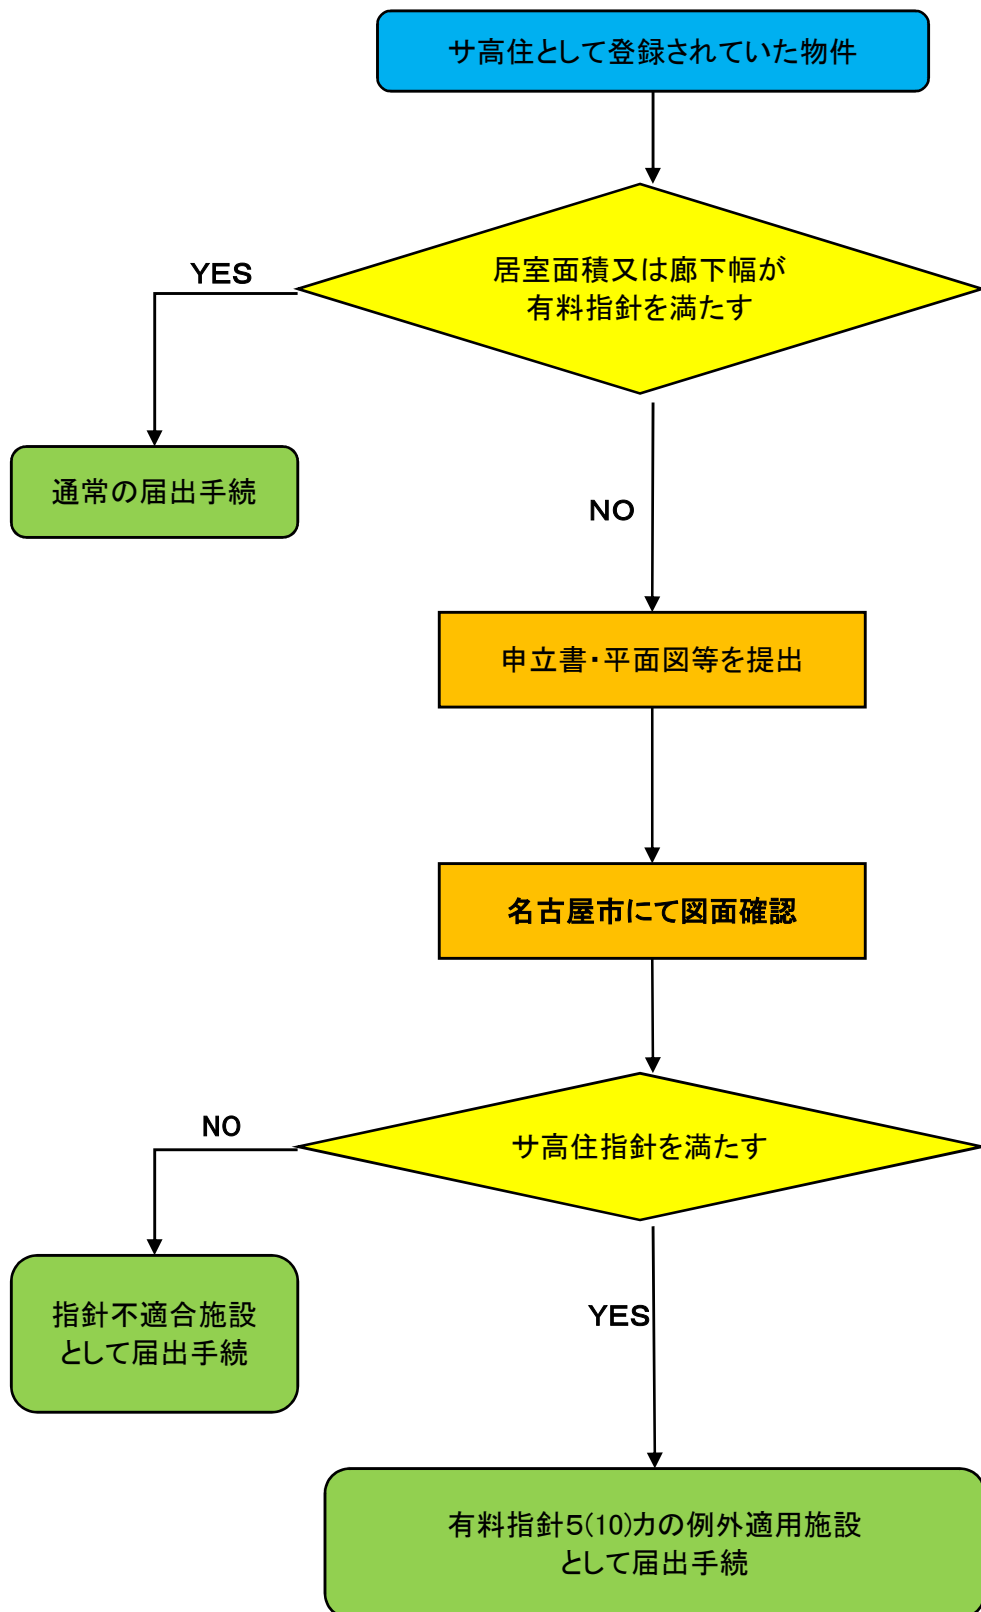 サ高住として登録されていた物件
居室面積又は廊下幅が
有料指針を満たす
YES
通常の届出手続
NO
申立書・平面図等を提出
名古屋市にて図面確認
サ高住指針を満たす
NO
指針不適合施設
として届出手続
YES
有料指針5(10)カの例外適用施設
として届出手続